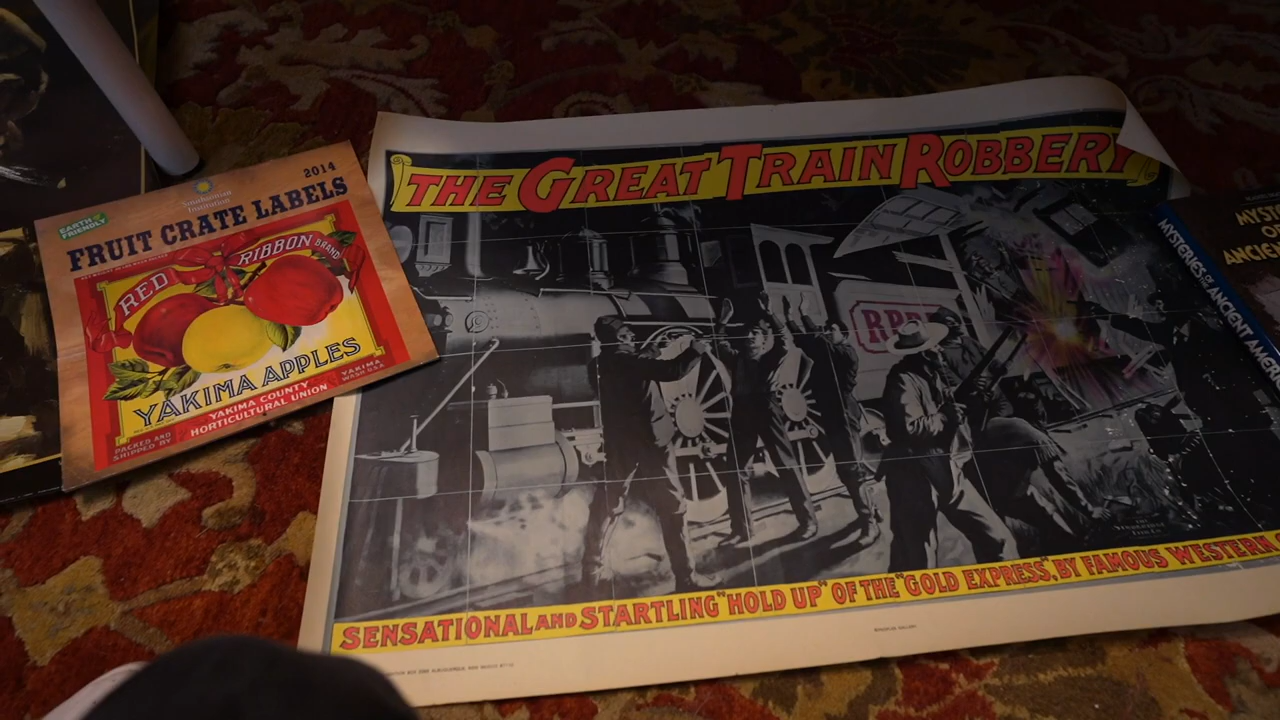 2014
Smithsonian
Institution
EARTH
FRIENDLY
FRUIT CRATE LABELS
RED RIBBON BRAND
YAKIMA APPLES
YAKIMA COUNTY
HORTICULTURAL UNION
YAKIMA
WASH. U.S.A.
PACKED AND
SHIPPED BY
THE GREAT TRAIN ROBBERY
SENSATIONAL AND STARTLING "HOLD UP" OF THE "GOLD EXPRESS," BY FAMOUS WESTERN
MYSTERIES OF THE ANCIENT AMERI
MYST
OF
ANCIEN